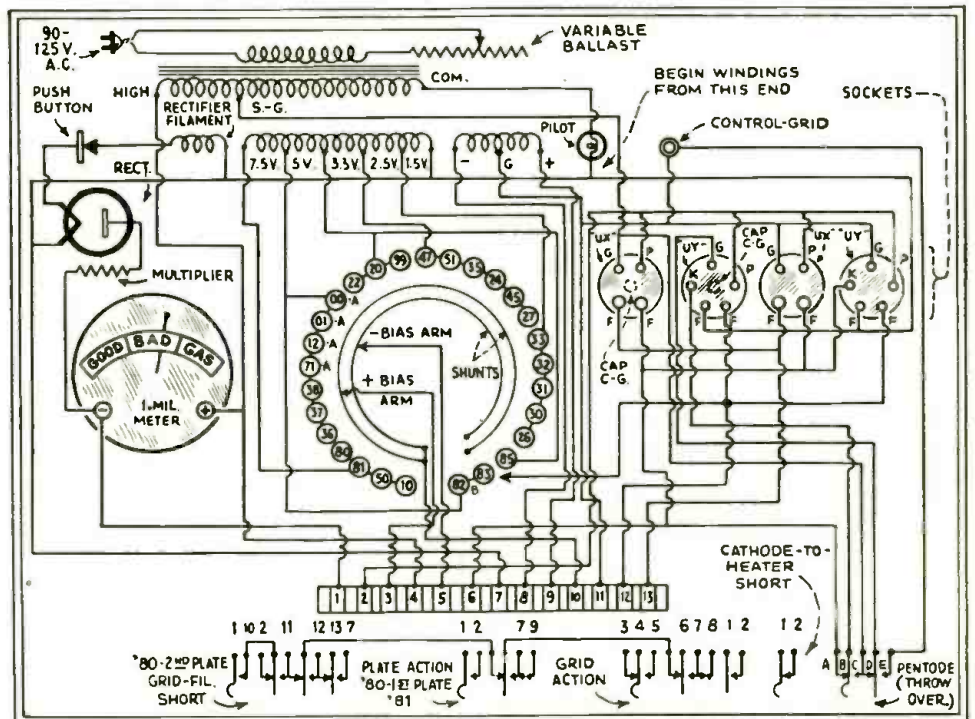 90-
125 V.
A.C.
VARIABLE
BALLAST
HIGH
COM.
S.-G.
PUSH
BUTTON
RECTIFIER
FILAMENT
BEGIN WINDINGS
FROM THIS END
SOCKETS
PILOT
CONTROL-GRID
RECT.
7.5 V.
5 V.
3.3 V.
2.5 V.
1.5 V.
-
G
+
MULTIPLIER
GOOD
BAD
GAS
1. MIL.
METER
-
+
47
51
35
24
45
27
33
32
31
30
26
85
83
82
B
99
20
22
00 -A
01 -A
12 -A
71 -A
38
37
36
80
81
50
10
- BIAS ARM
+ BIAS
ARM
SHUNTS
UX
G
P
F
F
CAP
C-G.
UY
K
G
CAP
C-G.
P
F
F
G
P
UX
F
F
UY
K
G
P
F
F
1 2 3 4 5 6 7 8 9 10 11 12 13
CATHODE-TO-
HEATER
SHORT
1 10 2 11 12 13 7
1 2 7 9
3 4 5 6 7 8 1 2
1 2
A B C D E
'80-2ND PLATE
GRID-FIL.
SHORT
PLATE ACTION
'80-1ST PLATE
'81
GRID
ACTION
PENTODE
(THROW
OVER.)